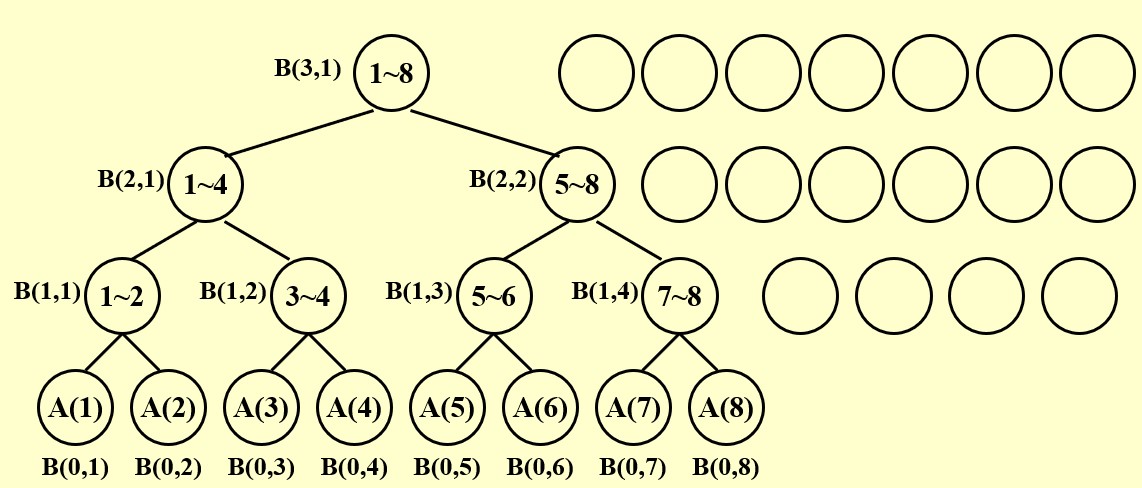 B(3,1) 1~8
B(2,1) 1~4 B(2,2) 5~8
B(1,1) 1~2 B(1,2) 3~4 B(1,3) 5~6 B(1,4) 7~8
A(1) A(2) A(3) A(4) A(5) A(6) A(7) A(8)
B(0,1) B(0,2) B(0,3) B(0,4) B(0,5) B(0,6) B(0,7) B(0,8)